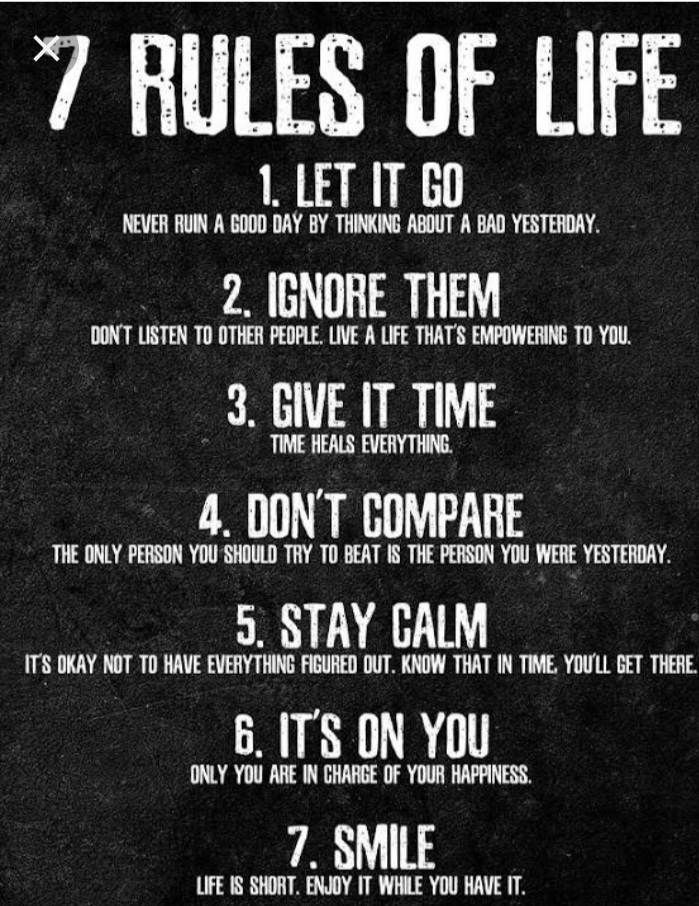 7 RULES OF LIFE
1. LET IT GO
NEVER RUIN A GOOD DAY BY THINKING ABOUT A BAD YESTERDAY.
2. IGNORE THEM
DON'T LISTEN TO OTHER PEOPLE. LIVE A LIFE THAT'S EMPOWERING TO YOU.
3. GIVE IT TIME
TIME HEALS EVERYTHING.
4. DON'T COMPARE
THE ONLY PERSON YOU SHOULD TRY TO BEAT IS THE PERSON YOU WERE YESTERDAY.
5. STAY CALM
IT'S OKAY NOT TO HAVE EVERYTHING FIGURED OUT. KNOW THAT IN TIME, YOU'LL GET THERE.
6. IT'S ON YOU
ONLY YOU ARE IN CHARGE OF YOUR HAPPINESS.
7. SMILE
LIFE IS SHORT. ENJOY IT WHILE YOU HAVE IT.